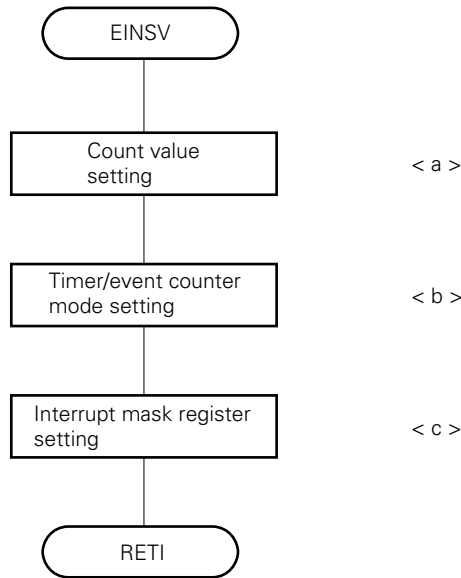 EINSV
Count value
setting
< a >
Timer/event counter
mode setting
< b >
Interrupt mask register
setting
< c >
RETI